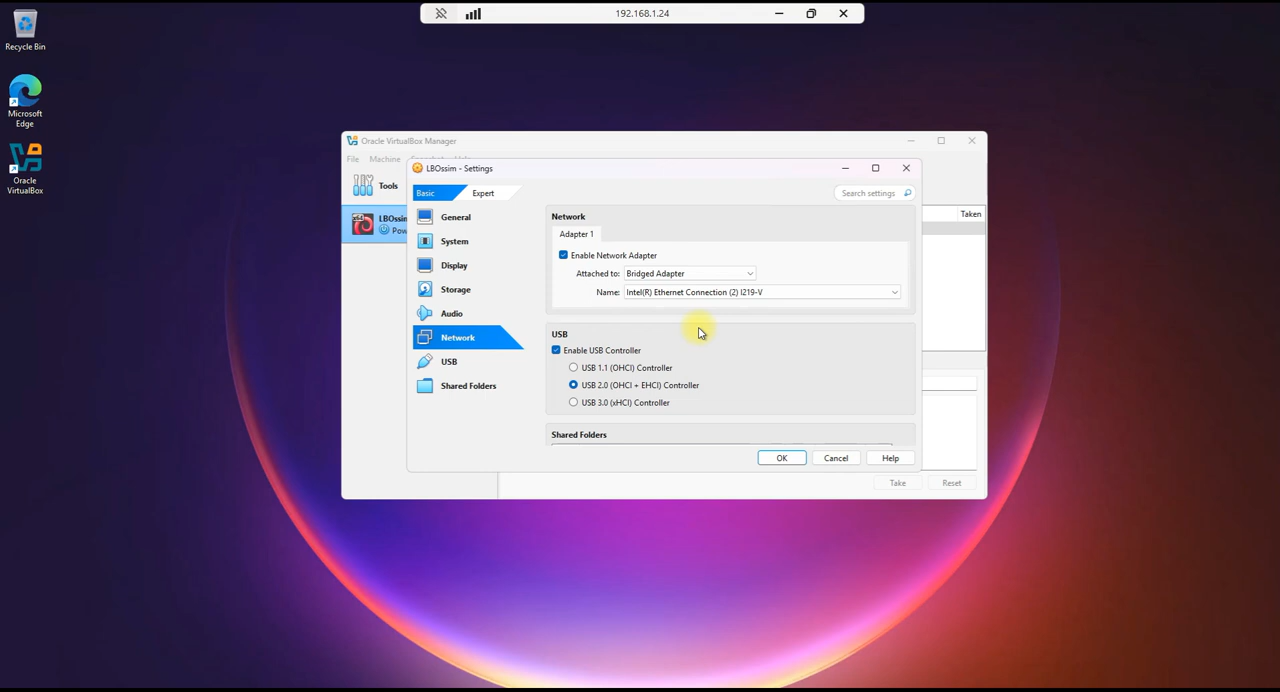 192.168.1.24
Recycle Bin
Microsoft
Edge
Oracle
VirtualBox
Oracle VirtualBox Manager
File Machine
Tools
LBOssim
Taken
LBOssim - Settings
Basic Expert
Search settings
General
System
Display
Storage
Audio
Network
USB
Shared Folders
Network
Adapter 1
Enable Network Adapter
Attached to: Bridged Adapter
Name: Intel(R) Ethernet Connection (2) I219-V
USB
Enable USB Controller
USB 1.1 (OHCI) Controller
USB 2.0 (OHCI + EHCI) Controller
USB 3.0 (xHCI) Controller
Shared Folders
OK Cancel Help
Take Reset